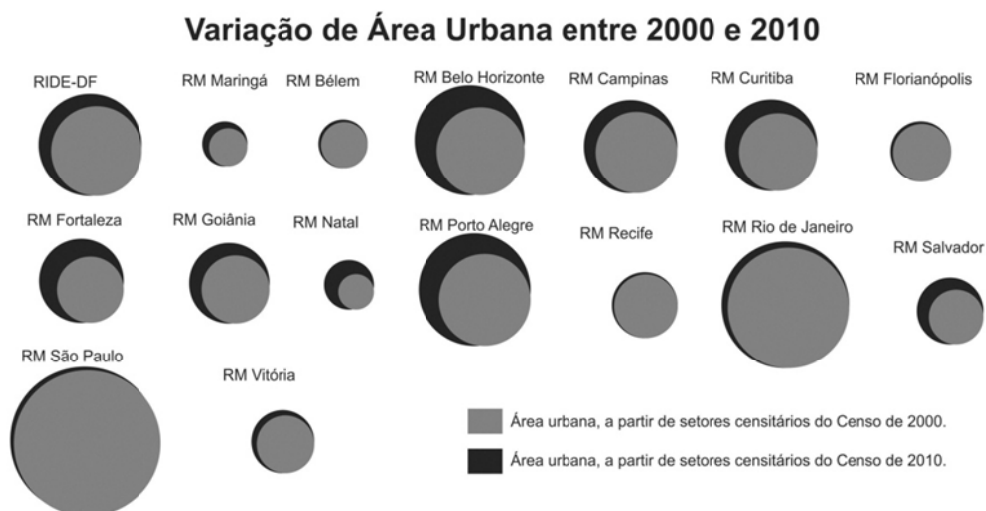 Variação de Área Urbana entre 2000 e 2010
RIDE-DF
RM Maringá
RM Bélem
RM Belo Horizonte
RM Campinas
RM Curitiba
RM Florianópolis
RM Fortaleza
RM Goiânia
RM Natal
RM Porto Alegre
RM Recife
RM Rio de Janeiro
RM Salvador
RM São Paulo
RM Vitória
Área urbana, a partir de setores censitários do Censo de 2000.
Área urbana, a partir de setores censitários do Censo de 2010.